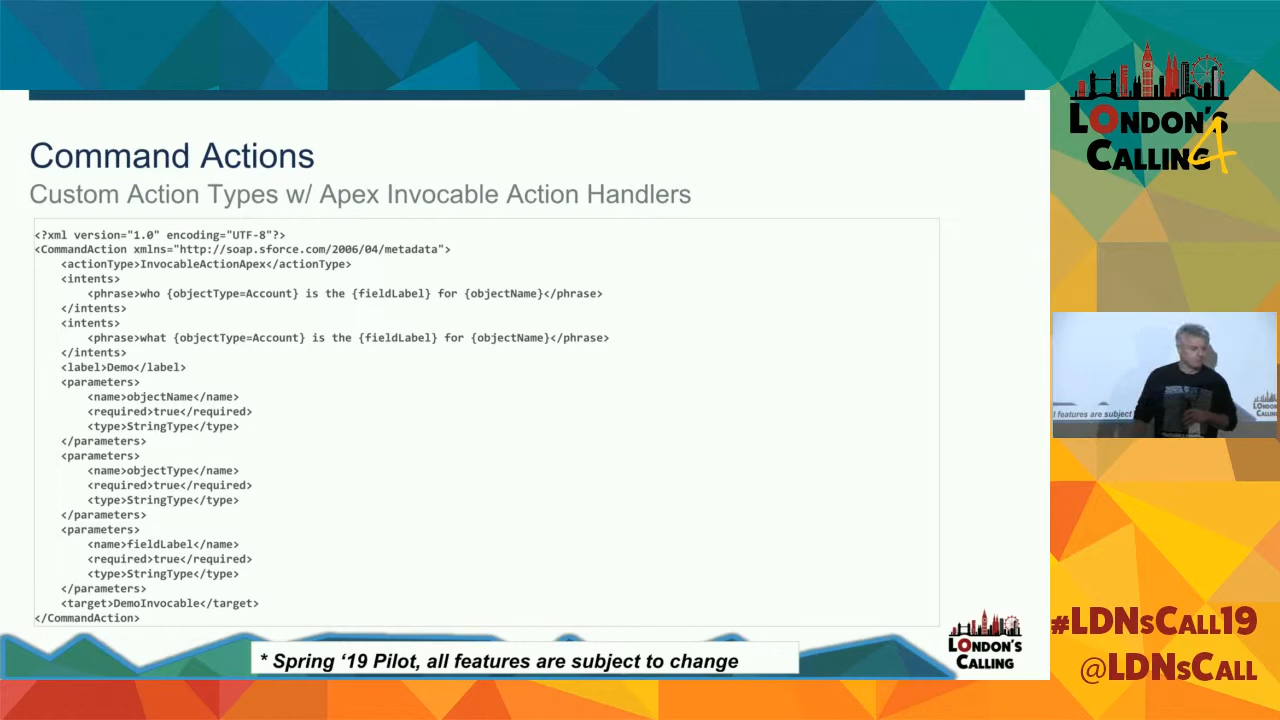 Command Actions
Custom Action Types w/ Apex Invocable Action Handlers
<?xml version="1.0" encoding="UTF-8"?>
<CommandAction xmlns="http://soap.sforce.com/2006/04/metadata">
<actionType>InvocableActionApex</actionType>
<intents>
<phrase>who {objectType=Account} is the {fieldLabel} for {objectName}</phrase>
</intents>
<intents>
<phrase>what {objectType=Account} is the {fieldLabel} for {objectName}</phrase>
</intents>
<label>Demo</label>
<parameters>
<name>objectName</name>
<required>true</required>
<type>StringType</type>
</parameters>
<parameters>
<name>objectType</name>
<required>true</required>
<type>StringType</type>
</parameters>
<parameters>
<name>fieldLabel</name>
<required>true</required>
<type>StringType</type>
</parameters>
<target>DemoInvocable</target>
</CommandAction>
* Spring ‘19 Pilot, all features are subject to change
LONDON'S
CALLING
LONDON'S
CALLING 4
l features are subject
LONDO
CALLING
#LDNSCALL19
@LDNSCALL